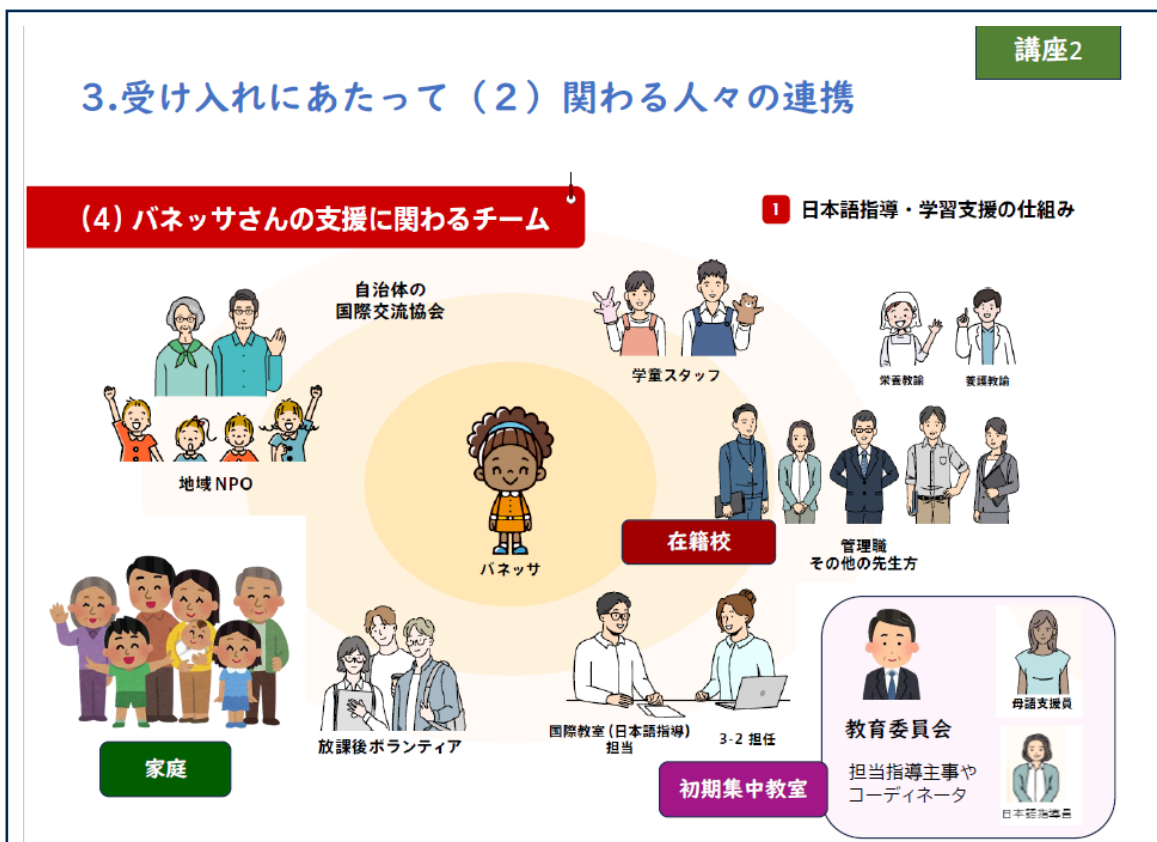 講座2
3.受け入れにあたって（2）関わる人々の連携
(4) バネッサさんの支援に関わるチーム
1 日本語指導・学習支援の仕組み
自治体の
国際交流協会
学童スタッフ
栄養教諭
養護教諭
地域 NPO
バネッサ
在籍校
管理職
その他の先生方
家庭
放課後ボランティア
国際教室 (日本語指導)
担当
3-2 担任
初期集中教室
教育委員会
担当指導主事や
コーディネータ
母語支援員
日本語指導員